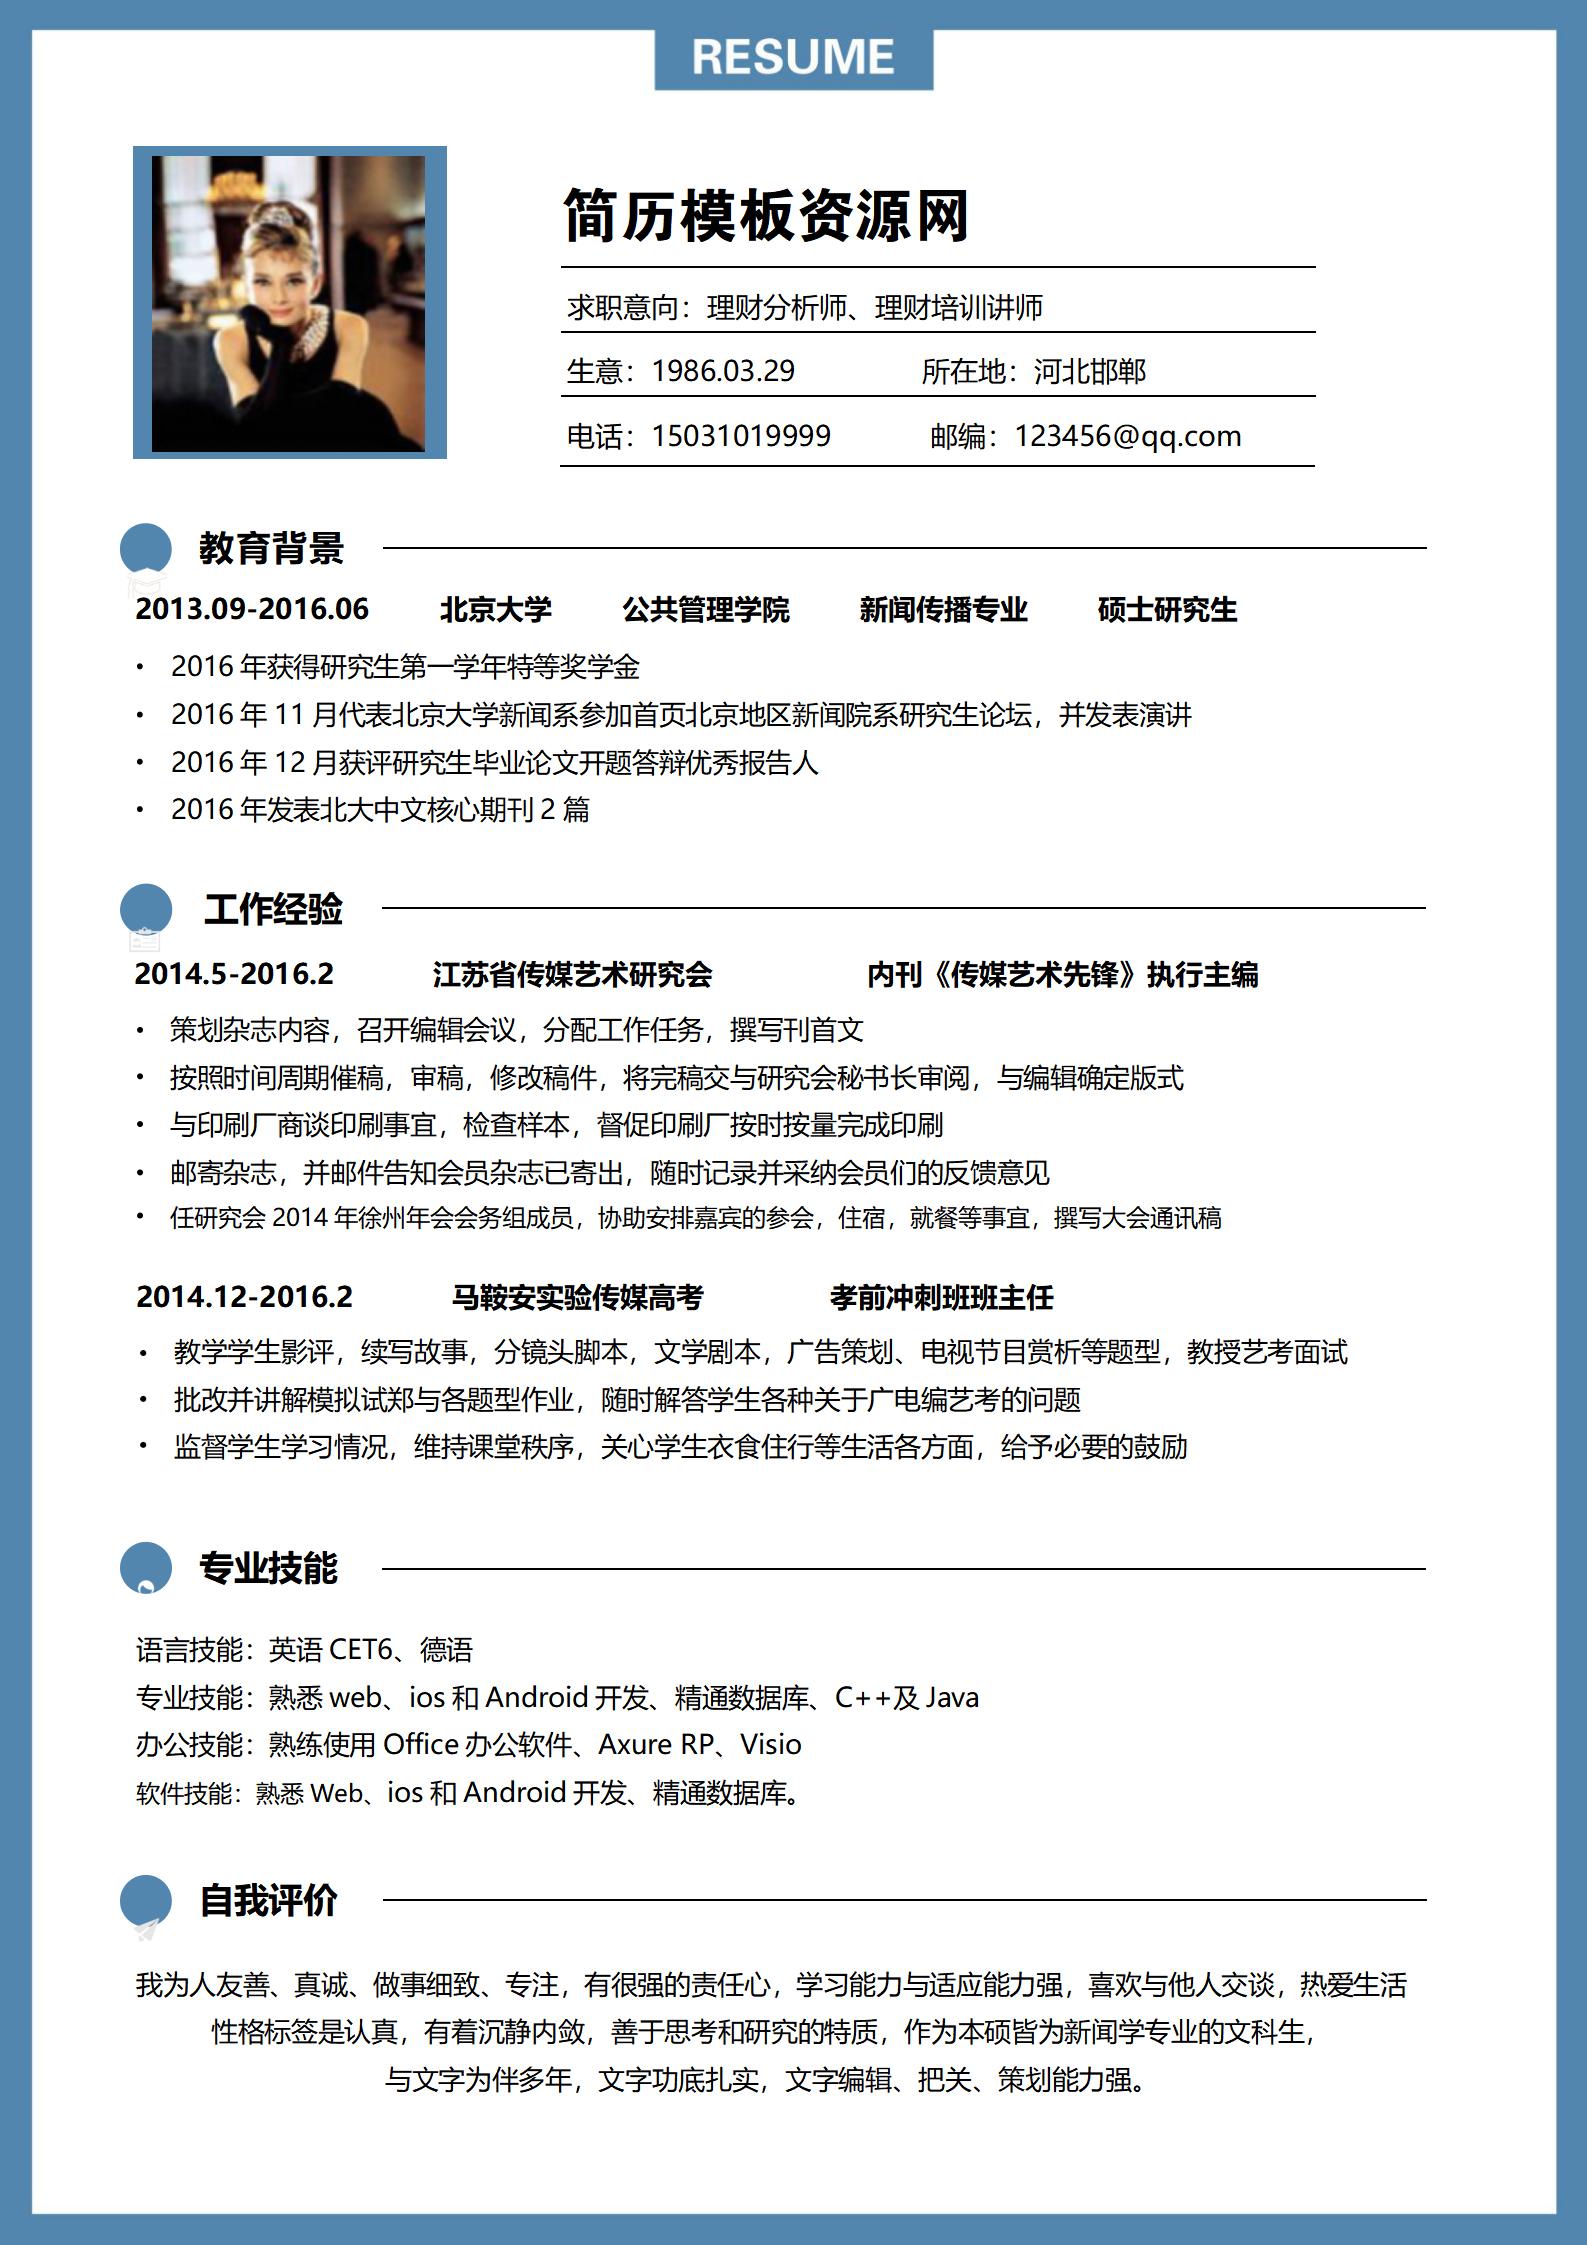 RESUME
简历模板资源网
求职意向：理财分析师、理财培训讲师
生意：1986.03.29 所在地：河北邯郸
电话：15031019999 邮编：123456@qq.com
教育背景
2013.09-2016.06 北京大学 公共管理学院 新闻传播专业 硕士研究生
• 2016 年获得研究生第一学年特等奖学金
• 2016 年 11 月代表北京大学新闻系参加首页北京地区新闻院系研究生论坛，并发表演讲
• 2016 年 12 月获评研究生毕业论文开题答辩优秀报告人
• 2016 年发表北大中文核心期刊 2 篇
工作经验
2014.5-2016.2 江苏省传媒艺术研究会 内刊《传媒艺术先锋》执行主编
• 策划杂志内容，召开编辑会议，分配工作任务，撰写刊首文
• 按照时间周期催稿，审稿，修改稿件，将完稿交与研究会秘书长审阅，与编辑确定版式
• 与印刷厂商谈印刷事宜，检查样本，督促印刷厂按时按量完成印刷
• 邮寄杂志，并邮件告知会员杂志已寄出，随时记录并采纳会员们的反馈意见
• 任研究会 2014 年徐州年会会务组成员，协助安排嘉宾的参会，住宿，就餐等事宜，撰写大会通讯稿
2014.12-2016.2 马鞍安实验传媒高考 孝前冲刺班班主任
• 教学学生影评，续写故事，分镜头脚本，文学剧本，广告策划、电视节目赏析等题型，教授艺考面试
• 批改并讲解模拟试郑与各题型作业，随时解答学生各种关于广电编艺考的问题
• 监督学生学习情况，维持课堂秩序，关心学生衣食住行等生活各方面，给予必要的鼓励
专业技能
语言技能：英语 CET6、德语
专业技能：熟悉 web、ios 和 Android 开发、精通数据库、C++及 Java
办公技能：熟练使用 Office 办公软件、Axure RP、Visio
软件技能：熟悉 Web、ios 和 Android 开发、精通数据库。
自我评价
我为人友善、真诚、做事细致、专注，有很强的责任心，学习能力与适应能力强，喜欢与他人交谈，热爱生活
性格标签是认真，有着沉静内敛，善于思考和研究的特质，作为本硕皆为新闻学专业的文科生，
与文字为伴多年，文字功底扎实，文字编辑、把关、策划能力强。